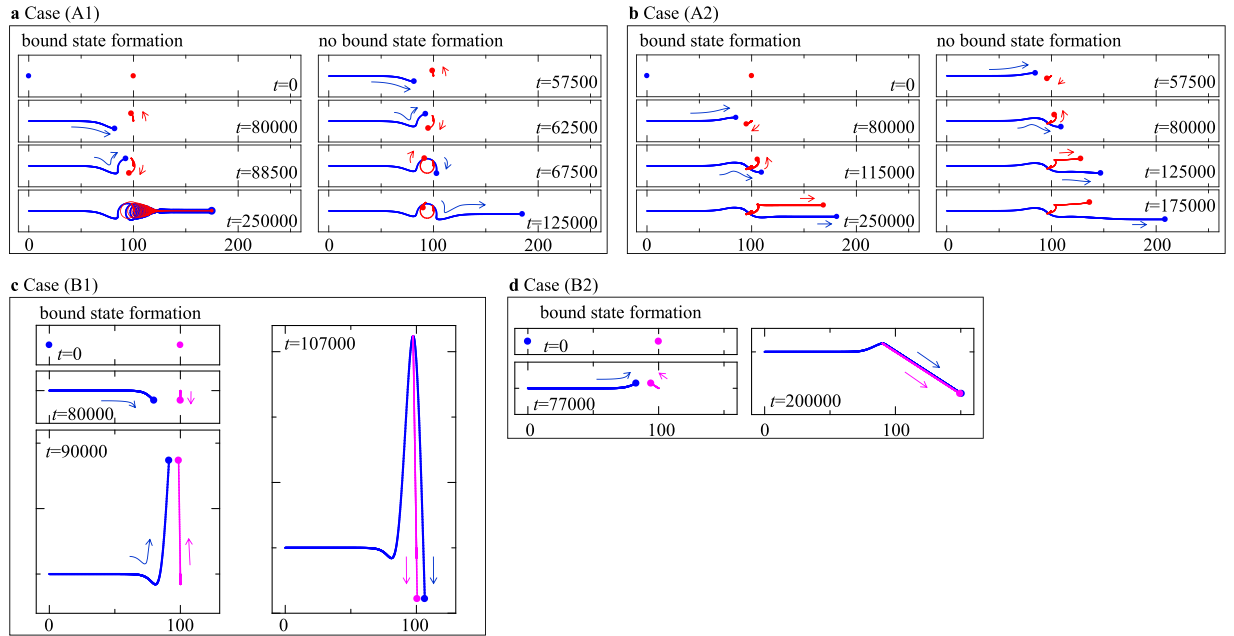 a Case (A1)
bound state formation
t=0
t=80000
t=88500
t=250000
0 100 200
no bound state formation
t=57500
t=62500
t=67500
t=125000
0 100 200
b Case (A2)
bound state formation
t=0
t=80000
t=115000
t=250000
0 100 200
no bound state formation
t=57500
t=80000
t=125000
t=175000
0 100 200
c Case (B1)
bound state formation
t=0
t=80000
t=90000
0 100
t=107000
0 100
d Case (B2)
bound state formation
t=0
t=77000
0 100
t=200000
0 100